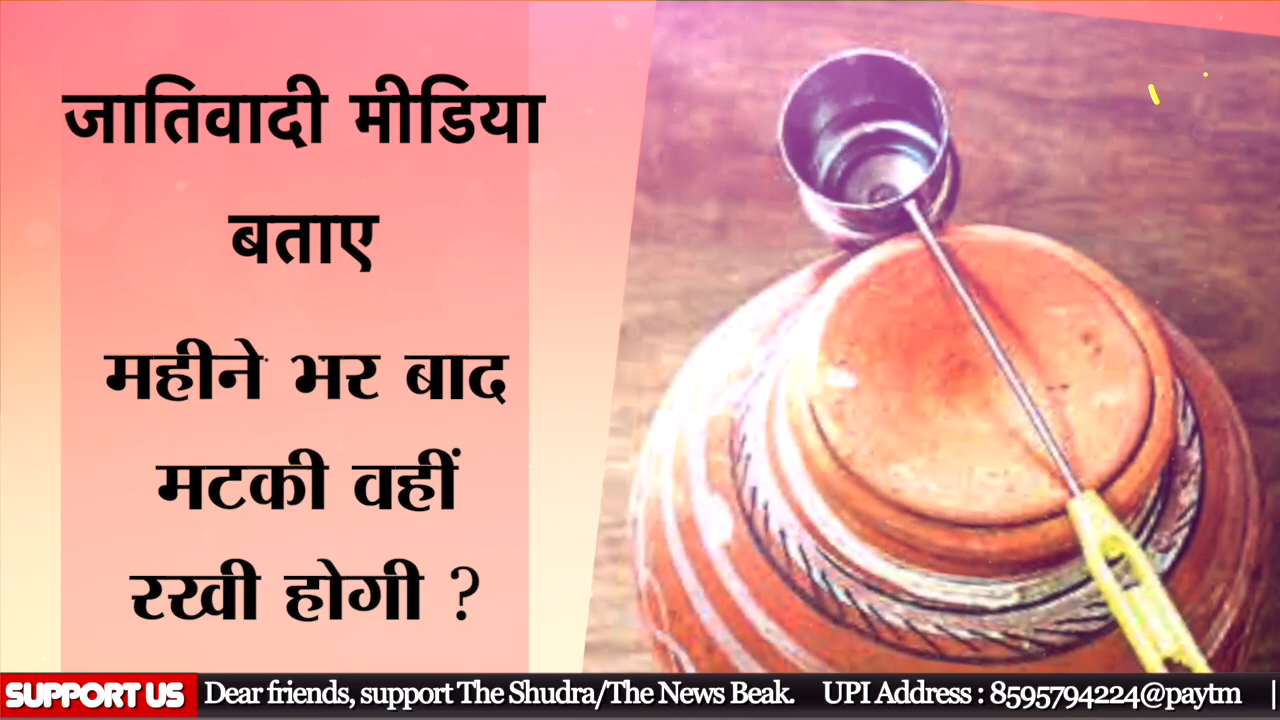 जातिवादी मीडिया
बताए
महीने भर बाद
मटकी वहीं
रखी होगी ?
SUPPORT US Dear friends, support The Shudra/The News Beak. UPI Address : 8595794224@paytm |